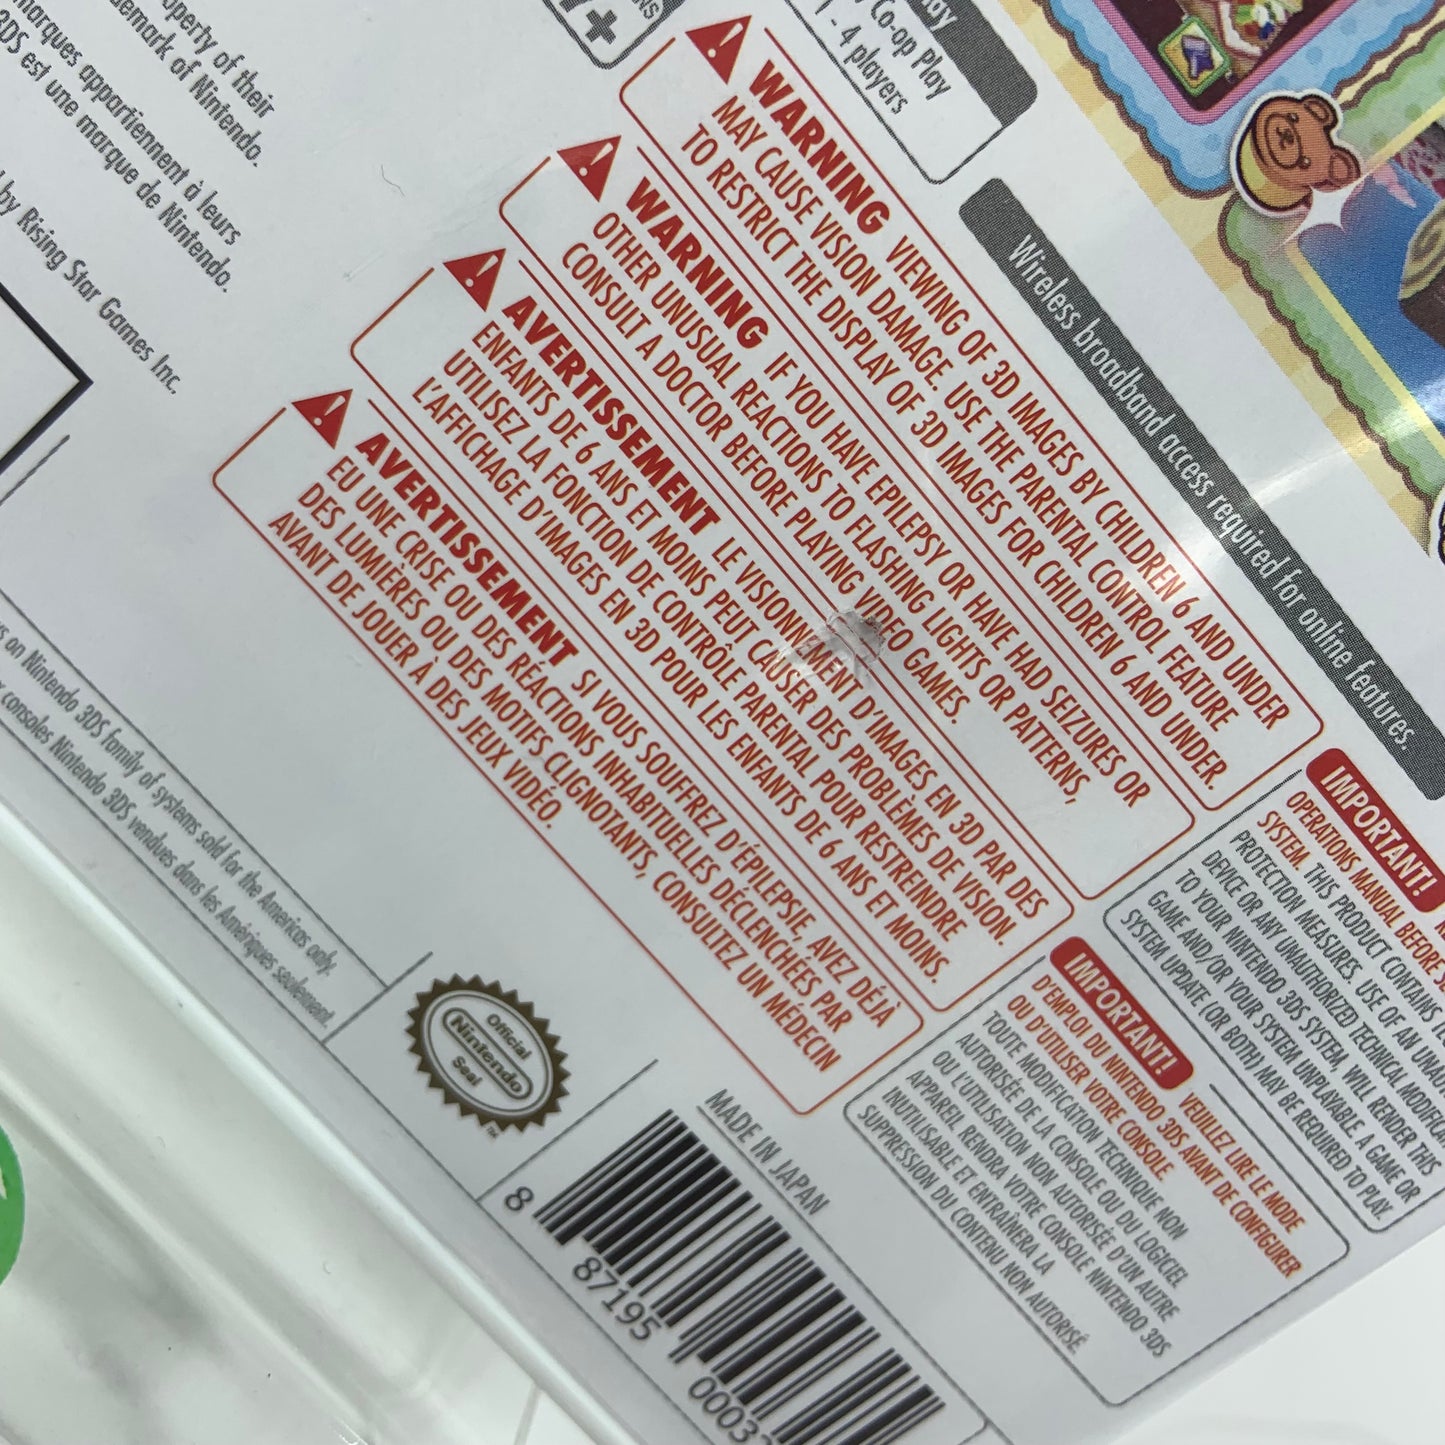 operty of their
demark of Nintendo.
marques appartiennent à leurs
3DS est une marque de Nintendo.
by Rising Star Games Inc.
7+
Co-op Play
1 - 4 players
Wireless broadband access required for online features.
WARNING VIEWING OF 3D IMAGES BY CHILDREN 6 AND UNDER
MAY CAUSE VISION DAMAGE. USE THE PARENTAL CONTROL FEATURE
TO RESTRICT THE DISPLAY OF 3D IMAGES FOR CHILDREN 6 AND UNDER.
WARNING IF YOU HAVE EPILEPSY OR HAVE HAD SEIZURES OR
OTHER UNUSUAL REACTIONS TO FLASHING LIGHTS OR PATTERNS,
CONSULT A DOCTOR BEFORE PLAYING VIDEO GAMES.
AVERTISSEMENT LE VISIONNEMENT D'IMAGES EN 3D PAR DES
ENFANTS DE 6 ANS ET MOINS PEUT CAUSER DES PROBLÈMES DE VISION.
UTILISEZ LA FONCTION DE CONTRÔLE PARENTAL POUR RESTREINDRE
L'AFFICHAGE D'IMAGES EN 3D POUR LES ENFANTS DE 6 ANS ET MOINS.
AVERTISSEMENT SI VOUS SOUFFREZ D'ÉPILEPSIE, AVEZ DÉJÀ
EU UNE CRISE OU DES RÉACTIONS INHABITUELLES DÉCLENCHÉES PAR
DES LUMIÈRES OU DES MOTIFS CLIGNOTANTS, CONSULTEZ UN MÉDECIN
AVANT DE JOUER À DES JEUX VIDÉO.
IMPORTANT!
OPERATIONS MANUAL BEFORE
SYSTEM. THIS PRODUCT CONTAINS
PROTECTION MEASURES. USE OF AN
DEVICE OR ANY UNAUTHORIZED TECHNICAL
TO YOUR NINTENDO 3DS SYSTEM, WILL RENDER THIS
GAME AND/OR YOUR SYSTEM UNPLAYABLE. A GAME OR
SYSTEM UPDATE (OR BOTH) MAY BE REQUIRED TO PLAY.
IMPORTANT! VEUILLEZ LIRE LE MODE
D'EMPLOI DU NINTENDO 3DS AVANT DE CONFIGURER
OU D'UTILISER VOTRE CONSOLE.
TOUTE MODIFICATION TECHNIQUE NON
AUTORISÉE DE LA CONSOLE OU DU LOGICIEL
OU L'UTILISATION NON AUTORISÉE D'UN AUTRE
APPAREIL RENDRA VOTRE CONSOLE NINTENDO 3DS
INUTILISABLE ET ENTRAÎNERA LA
SUPPRESSION DU CONTENU NON AUTORISÉ.
on Nintendo 3DS family of systems sold for the Americas only.
consoles Nintendo 3DS vendues dans les Amériques seulement.
Official
Nintendo
Seal
TM
MADE IN JAPAN
8 87195 0003